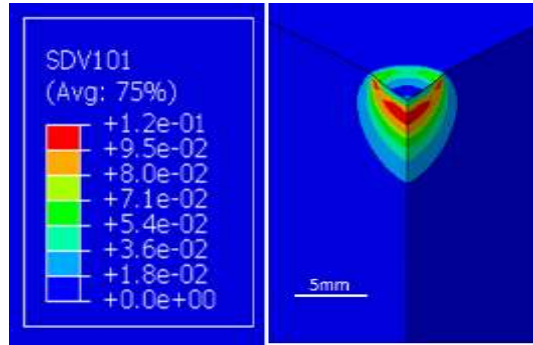 SDV101
(Avg: 75%)
+1.2e-01
+9.5e-02
+8.0e-02
+7.1e-02
+5.4e-02
+3.6e-02
+1.8e-02
+0.0e+00
5mm